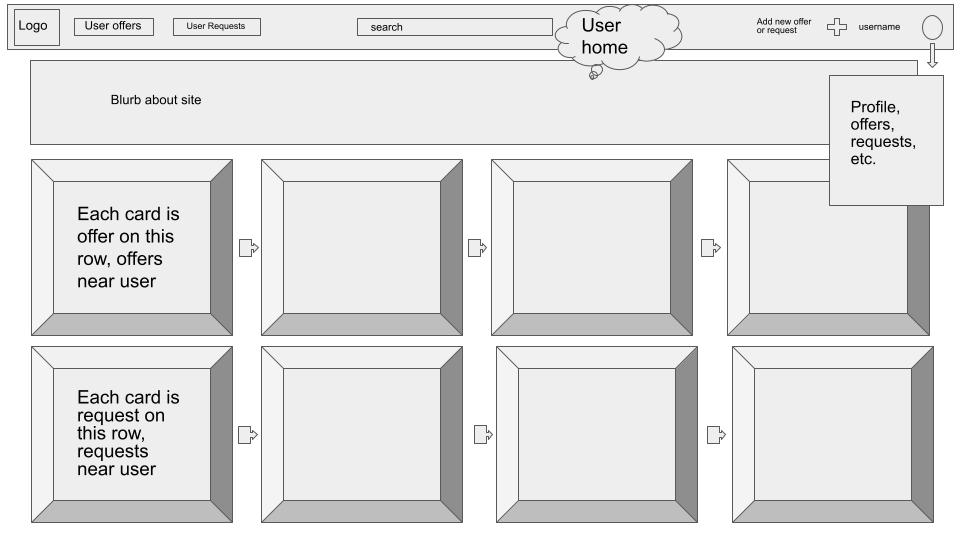 Logo
User offers
User Requests
search
User
home
Add new offer
or request
username
Blurb about site
Profile,
offers,
requests,
etc.
Each card is
offer on this
row, offers
near user
Each card is
request on
this row,
requests
near user